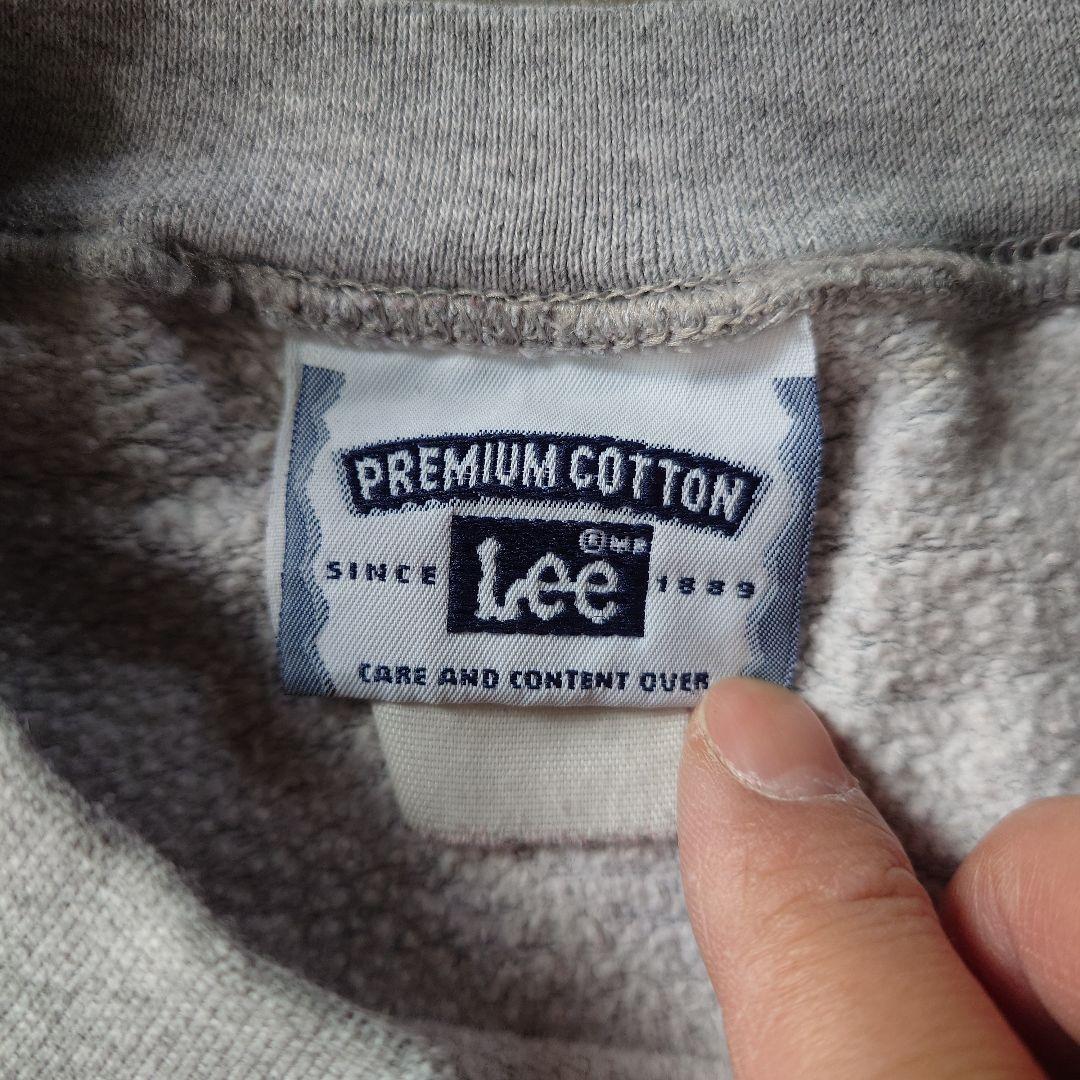 PREMIUM COTTON
SINCE Lee 1889
CARE AND CONTENT OVER